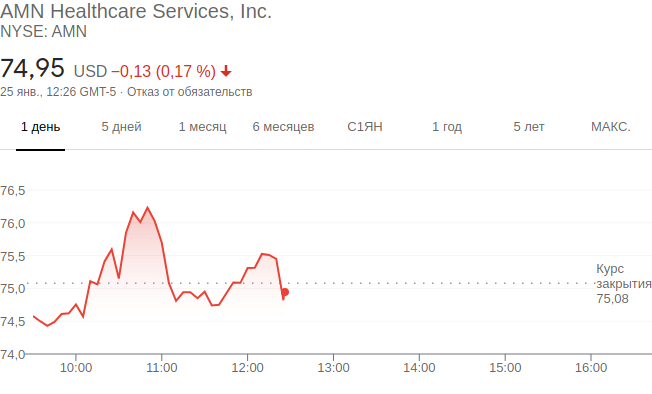 AMN Healthcare Services, Inc.
NYSE: AMN
74,95 USD −0,13 (0,17 %)
25 янв., 12:26 GMT-5 · Отказ от обязательств
1 день 5 дней 1 месяц 6 месяцев С1ЯН 1 год 5 лет МАКС.
76,5
76,0
75,5
75,0
74,5
74,0
Курс
закрытия
75,08
10:00 11:00 12:00 13:00 14:00 15:00 16:00